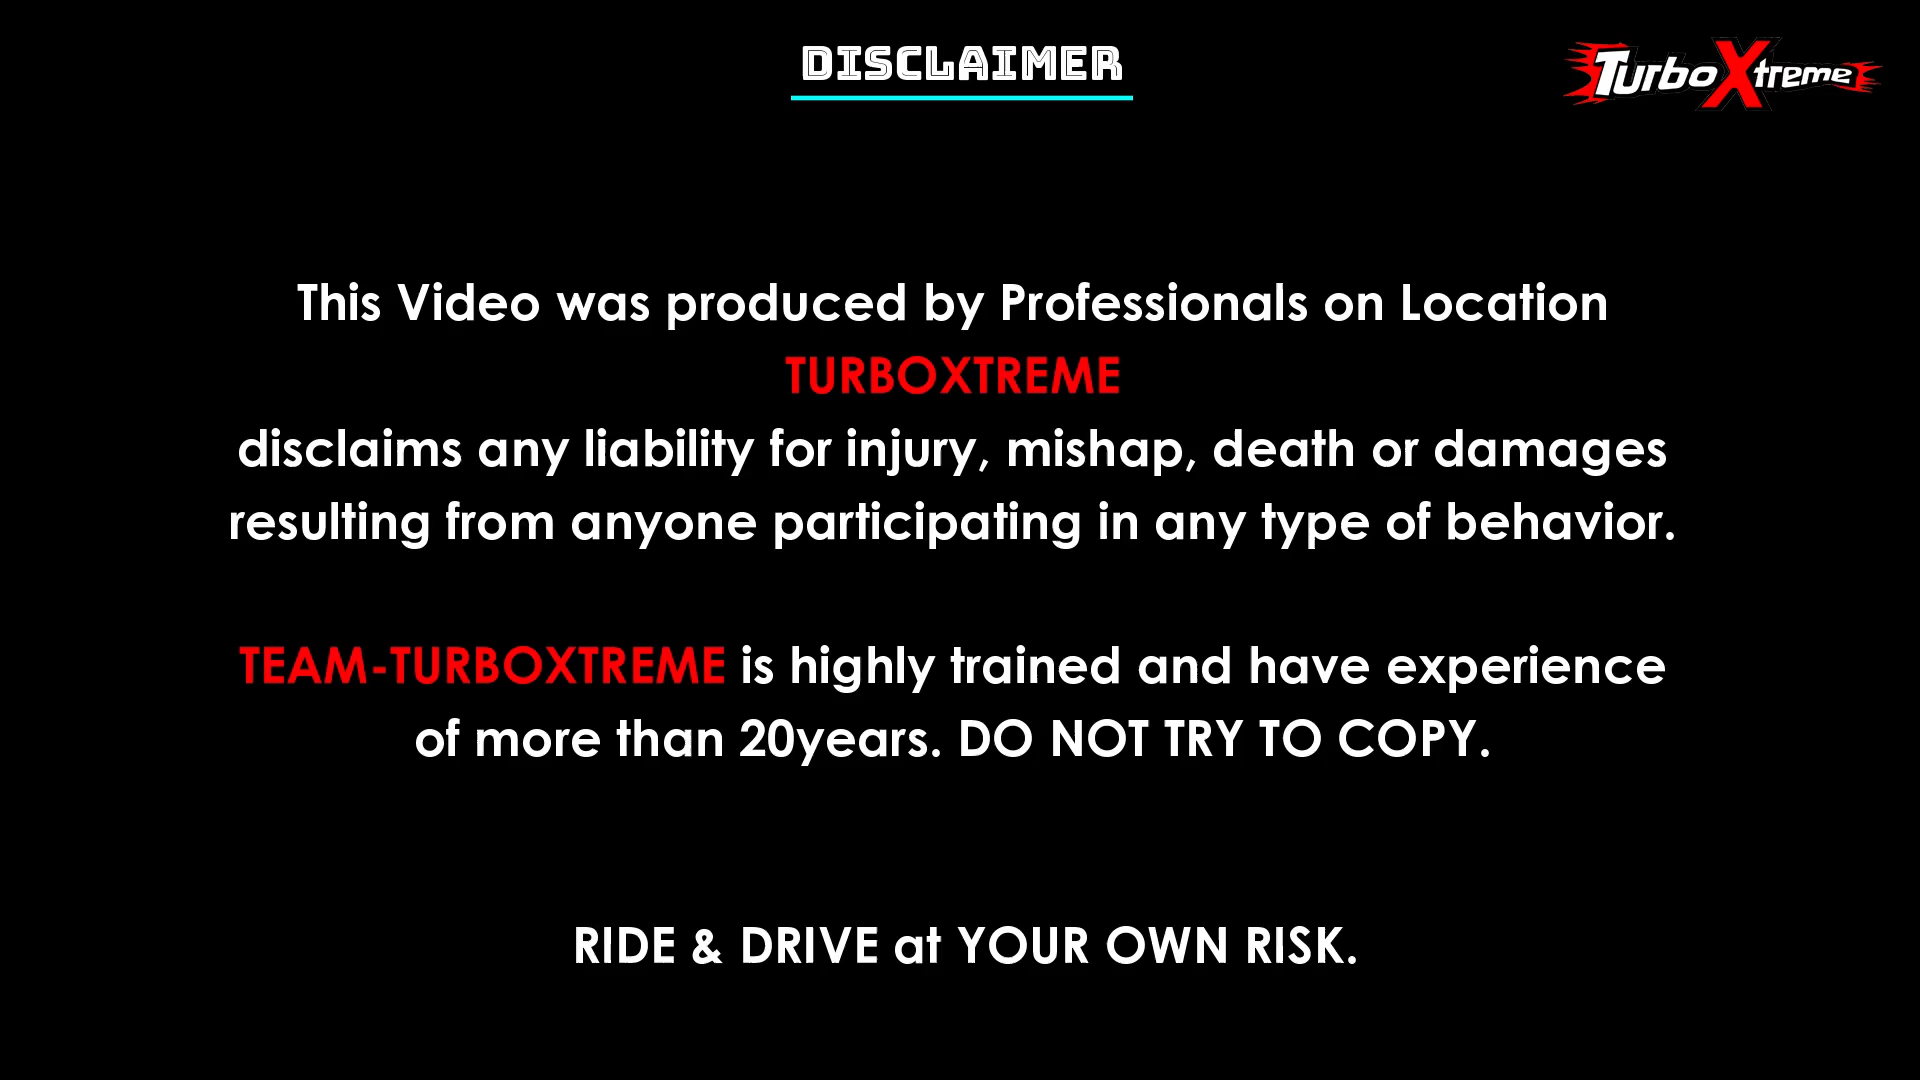 DISCLAIMER
TurboXtreme
This Video was produced by Professionals on Location
TURBOXTREME
disclaims any liability for injury, mishap, death or damages
resulting from anyone participating in any type of behavior.
TEAM-TURBOXTREME is highly trained and have experience
of more than 20years. DO NOT TRY TO COPY.
RIDE & DRIVE at YOUR OWN RISK.